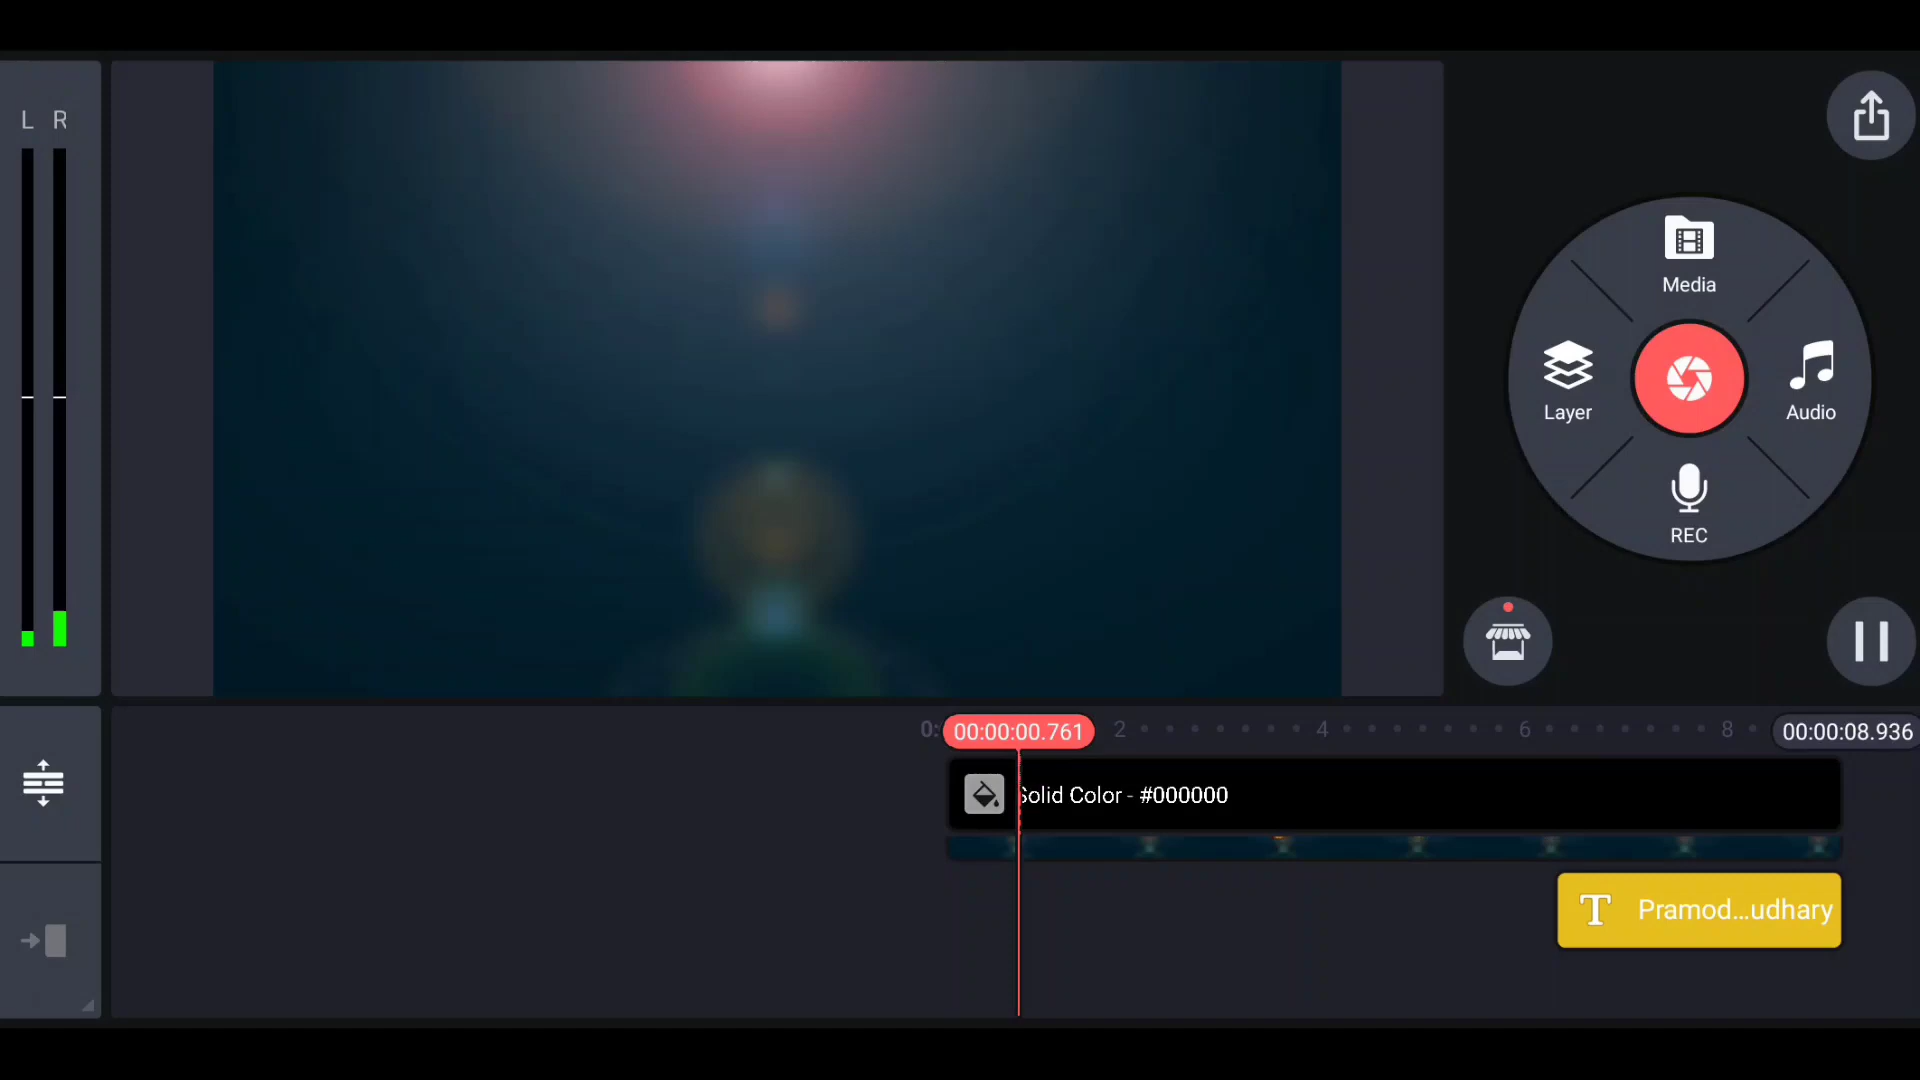 L R
Media
Layer
Audio
REC
0:
00:00:00.761
2
4
6
8
00:00:08.936
Solid Color - #000000
T Pramod...udhary